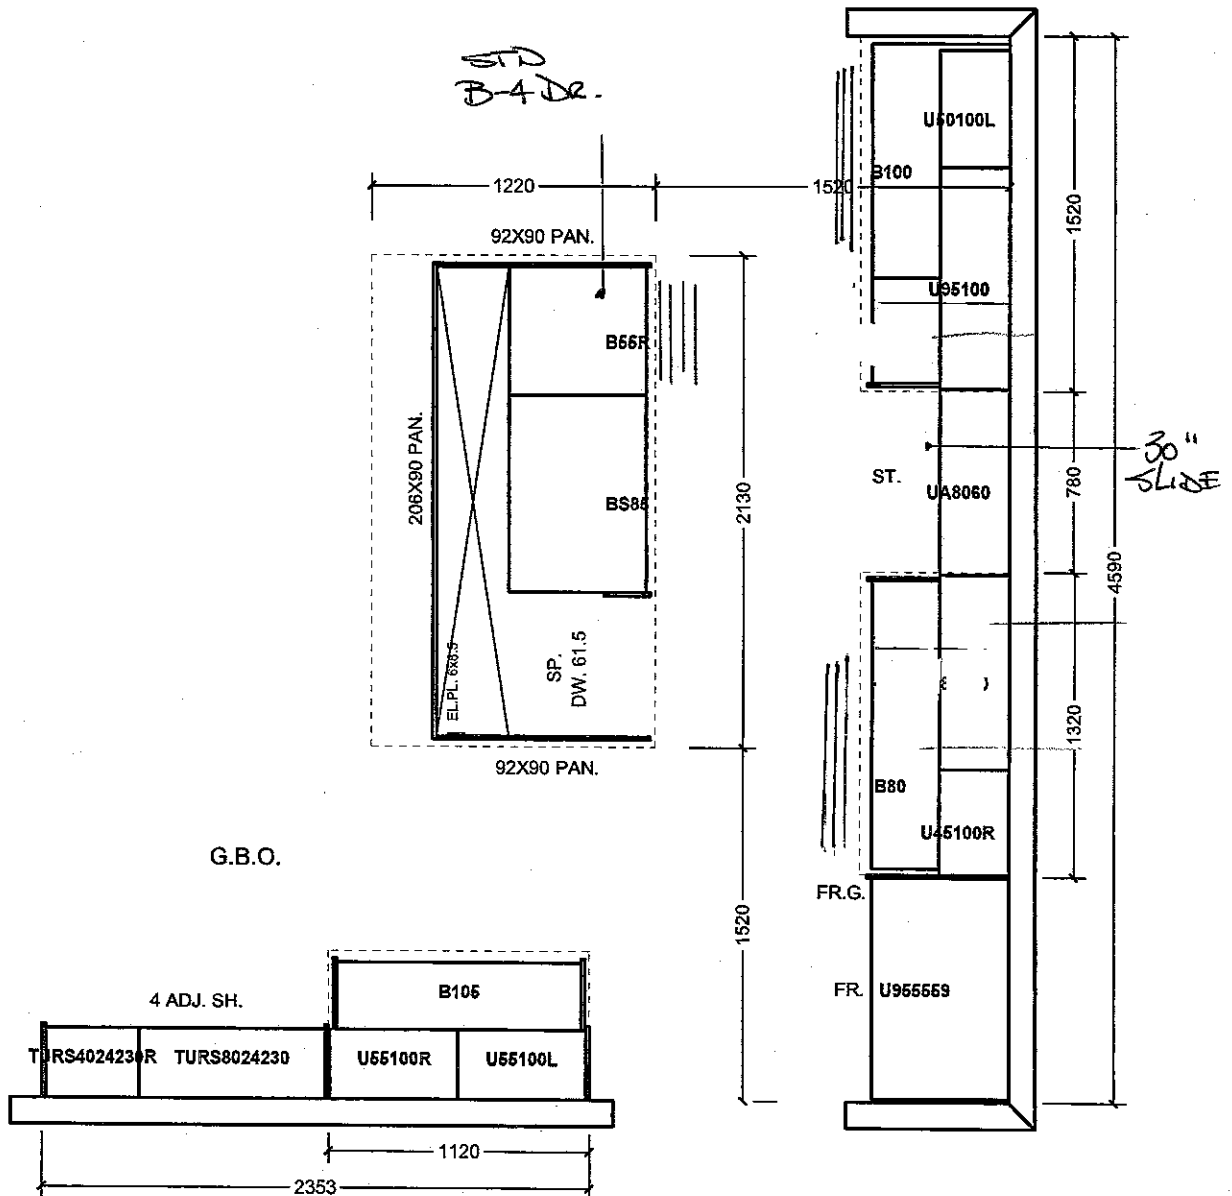 STD
B-4 DR.
1220
1520
92X90 PAN.
U50100L
B100
1520
U95100
B55R
206X90 PAN.
BS85
2130
ST.
UA8060
780
30"
SLIDE
4590
EL.PL. 6x8.5
SP.
DW. 61.5
1320
92X90 PAN.
B80
U45100R
G.B.O.
1520
FR.G.
FR.
U955559
4 ADJ. SH.
B105
TURS4024230R
TURS8024230
U55100R
U55100L
1120
2353